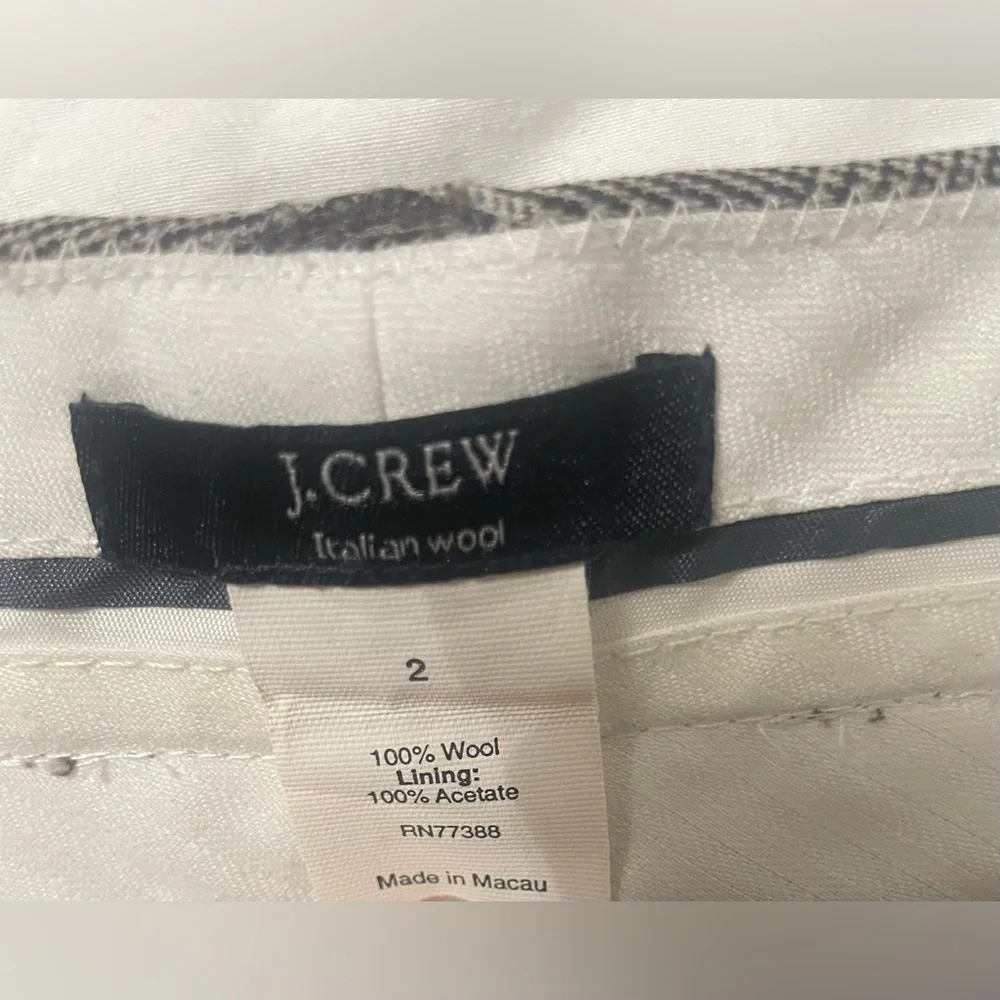 J.CREW
Italian wool
2
100% Wool
Lining:
100% Acetate
RN77388
Made in Macau